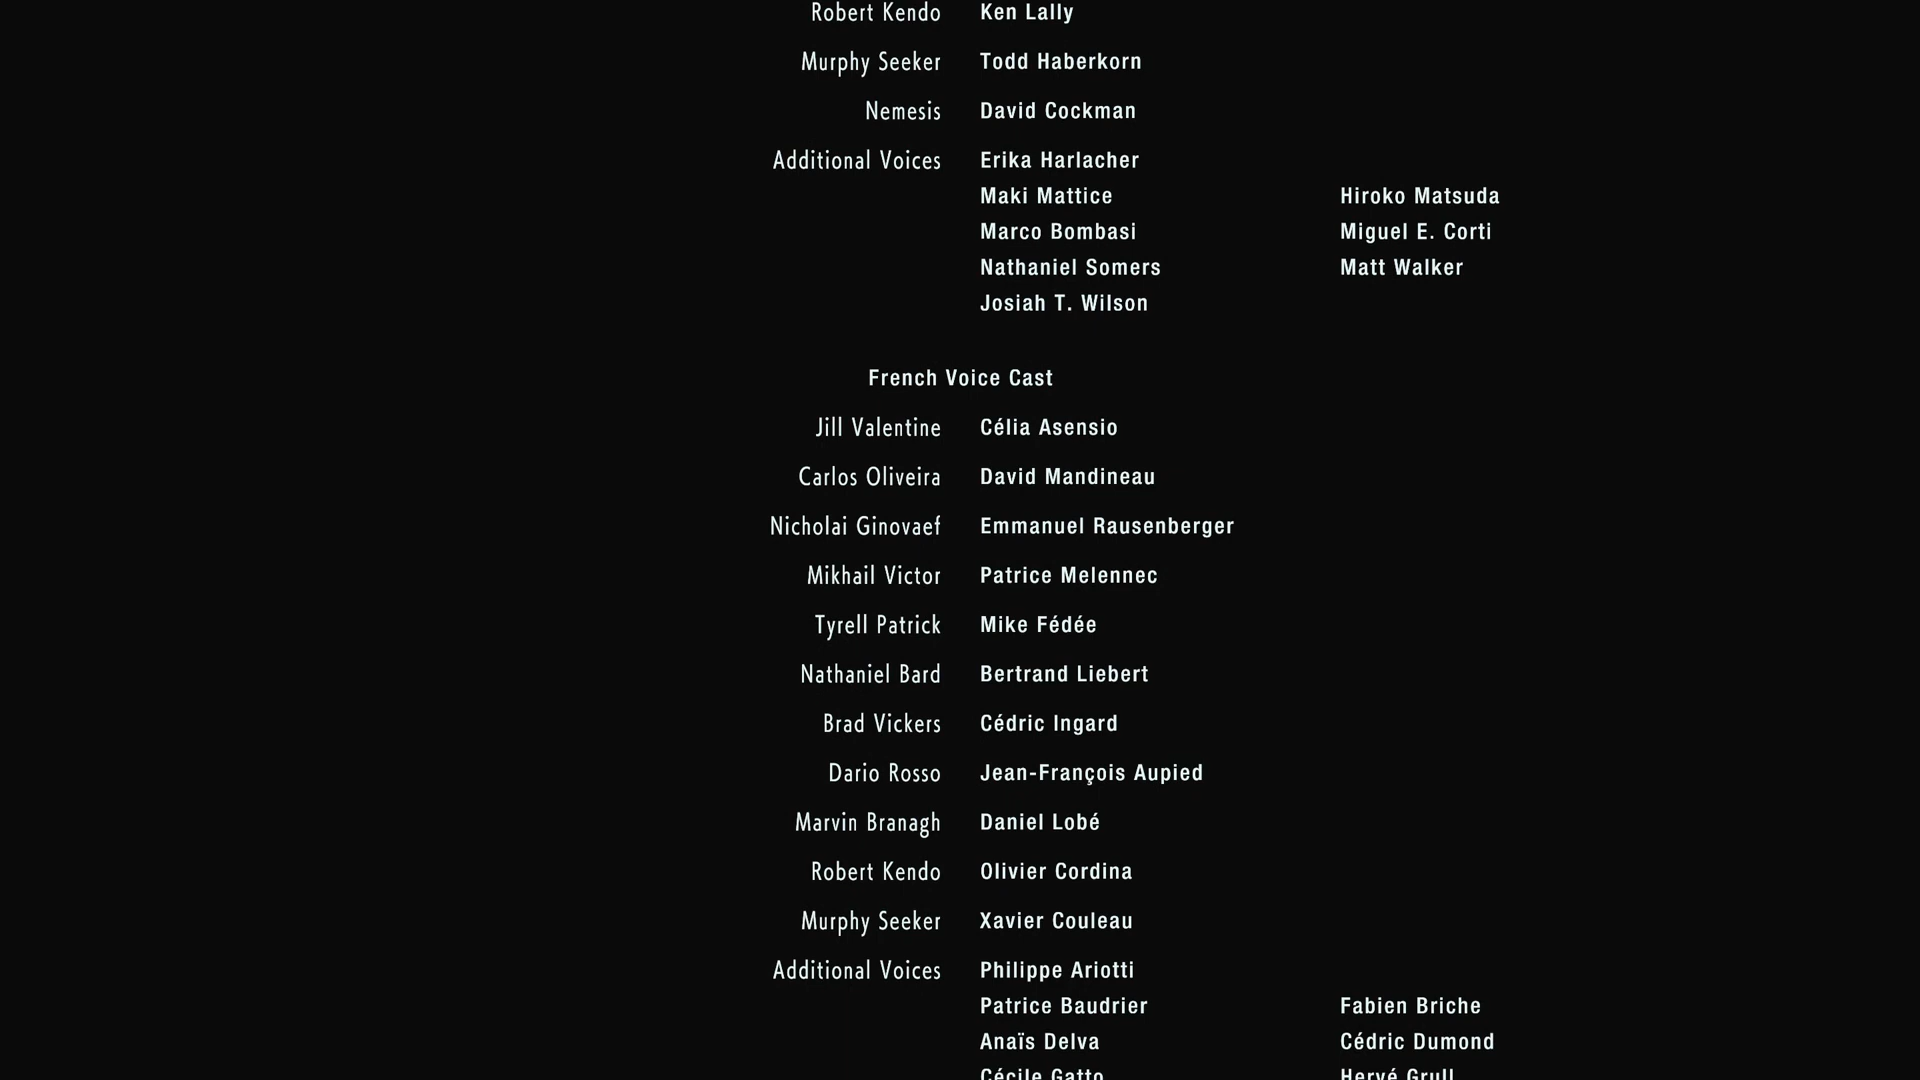 Robert Kendo Ken Lally
Murphy Seeker Todd Haberkorn
Nemesis David Cockman
Additional Voices Erika Harlacher
Maki Mattice Hiroko Matsuda
Marco Bombasi Miguel E. Corti
Nathaniel Somers Matt Walker
Josiah T. Wilson
French Voice Cast
Jill Valentine Célia Asensio
Carlos Oliveira David Mandineau
Nicholai Ginovaef Emmanuel Rausenberger
Mikhail Victor Patrice Melennec
Tyrell Patrick Mike Fédée
Nathaniel Bard Bertrand Liebert
Brad Vickers Cédric Ingard
Dario Rosso Jean-François Aupied
Marvin Branagh Daniel Lobé
Robert Kendo Olivier Cordina
Murphy Seeker Xavier Couleau
Additional Voices Philippe Ariotti
Patrice Baudrier Fabien Briche
Anaïs Delva Cédric Dumond
Cécile Gatto Hervé Grull